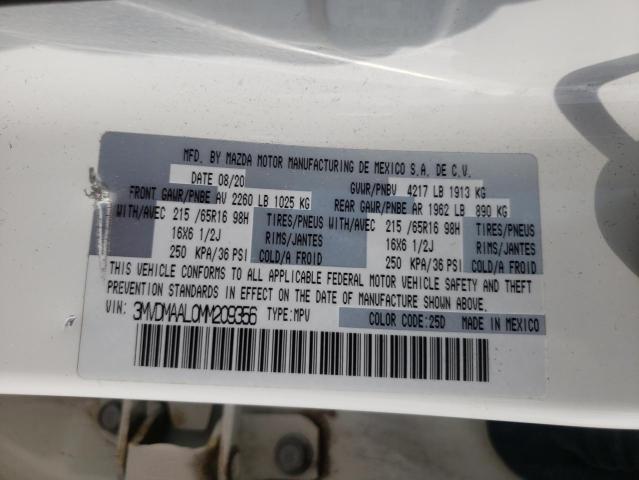 MFD. BY MAZDA MOTOR MANUFACTURING DE MEXICO S.A. DE C.V.
DATE 08/20 GVWR/PNBV 4217 LB 1913 KG
FRONT GAWR/PNBE AV 2260 LB 1025 KG REAR GAWR/PNBE AR 1962 LB 890 KG
WITH/AVEC 215 /65R16 98H TIRES/PNEUS WITH/AVEC 215 /65R16 98H TIRES/PNEUS
16X6 1/2J RIMS/JANTES 16X6 1/2J RIMS/JANTES
250 KPA/36 PSI COLD/A FROID 250 KPA/36 PSI COLD/A FROID
THIS VEHICLE CONFORMS TO ALL APPLICABLE FEDERAL MOTOR VEHICLE SAFETY AND THEFT
PREVENTION STANDARDS IN EFFECT ON THE DATE OF MANUFACTURE SHOWN ABOVE.
VIN: 3MVDMAAL0MM209356 TYPE:MPV COLOR CODE:25D MADE IN MEXICO